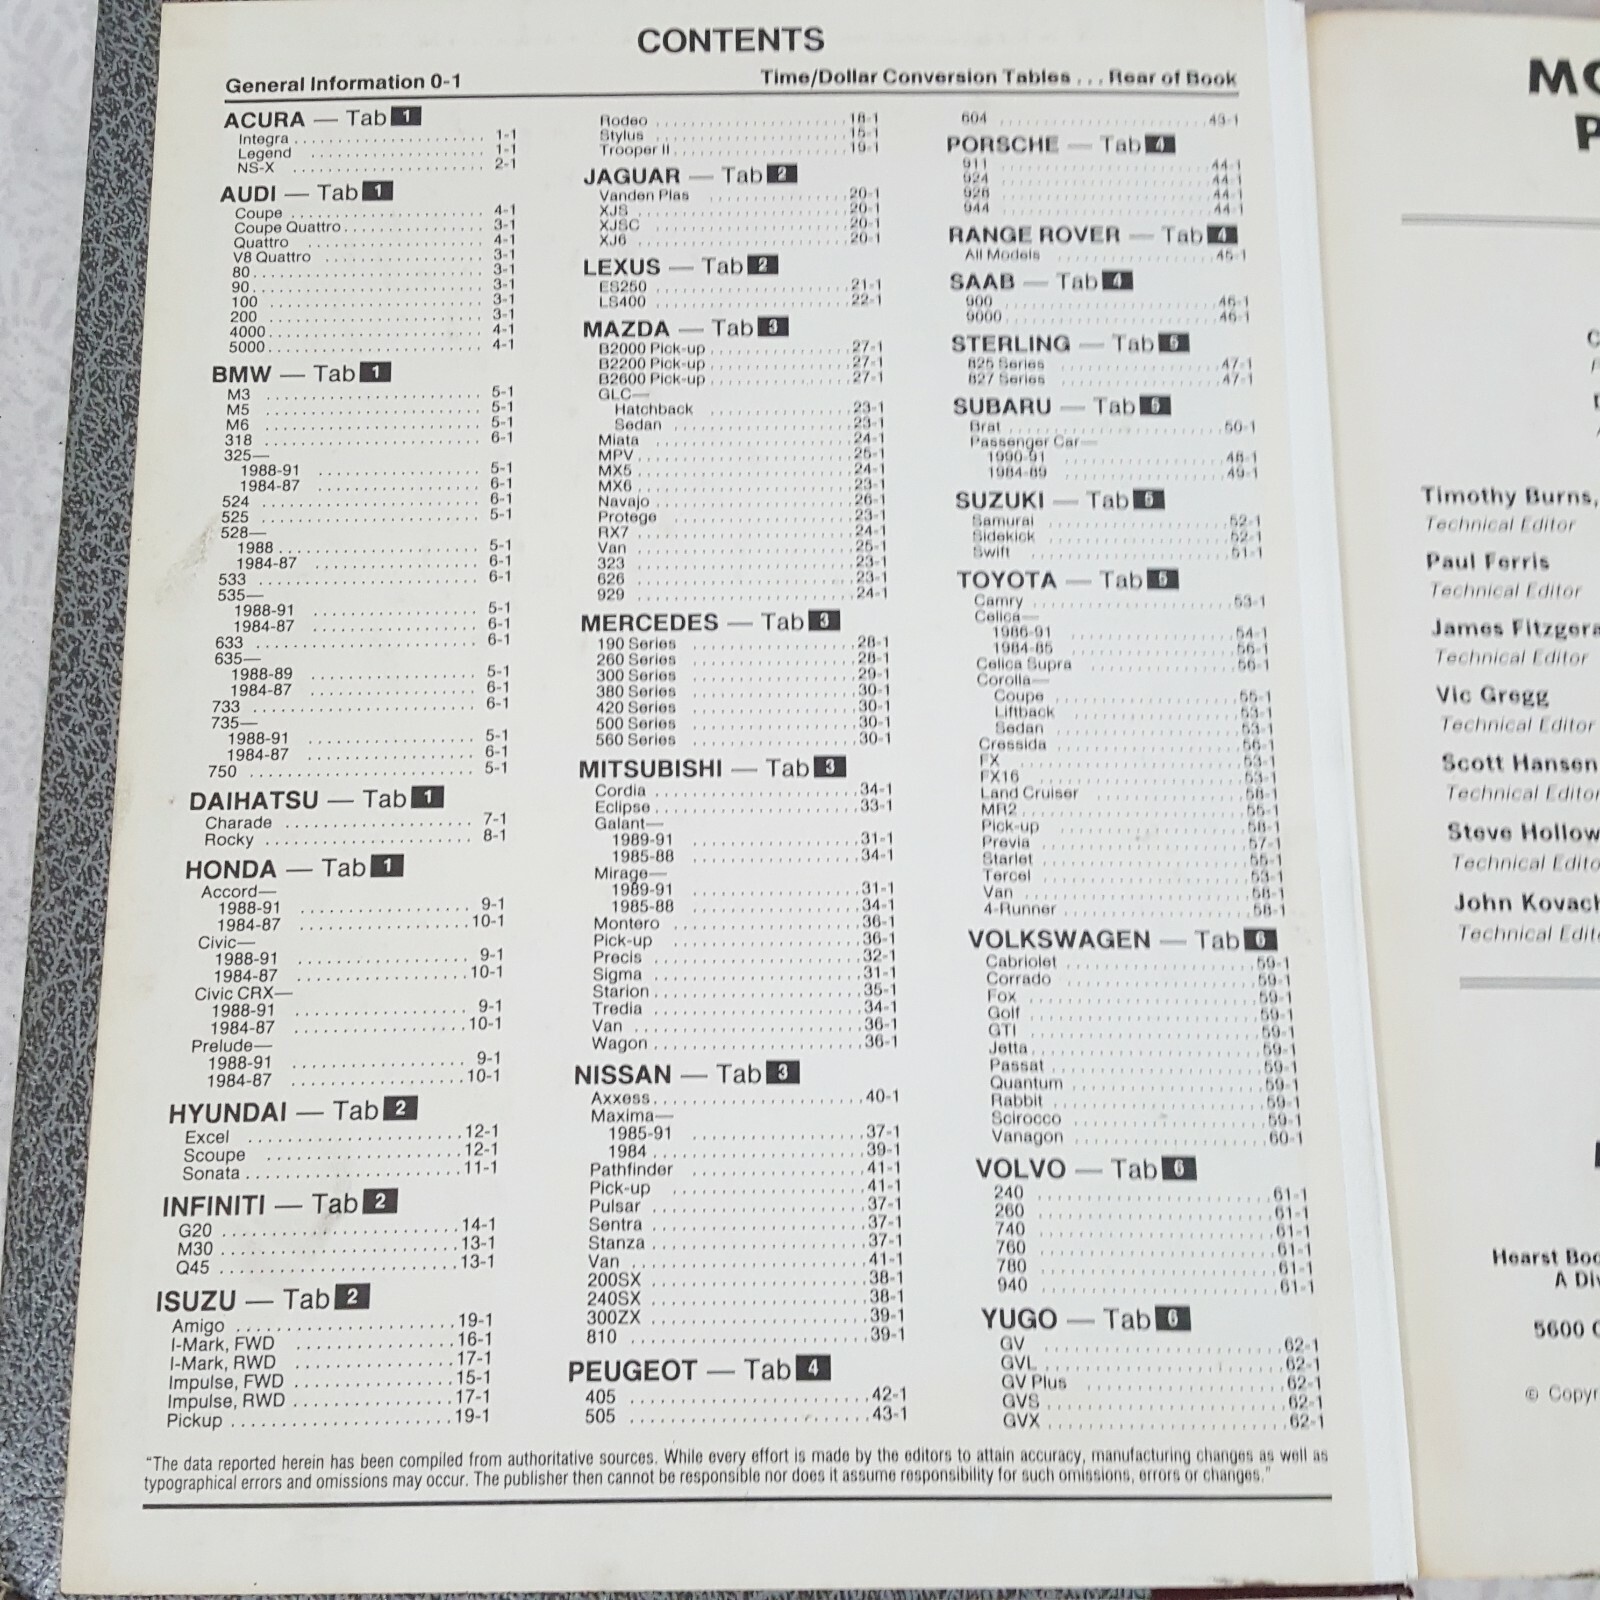 CONTENTS
General Information 0-1
Time/Dollar Conversion Tables . . . Rear of Book
ACURA — Tab 1
Integra 1-1
Legend 1-1
NS-X 2-1
AUDI — Tab 1
Coupe 4-1
Coupe Quattro 3-1
Quattro 4-1
V8 Quattro 3-1
80 3-1
90 3-1
100 3-1
200 3-1
4000 4-1
5000 4-1
BMW — Tab 1
M3 5-1
M5 5-1
M6 5-1
318 6-1
325—
1988-91 5-1
1984-87 6-1
524 6-1
525 5-1
528—
1988 5-1
1984-87 6-1
533 6-1
535—
1988-91 5-1
1984-87 6-1
633 6-1
635—
1988-89 5-1
1984-87 6-1
733 6-1
735—
1988-91 5-1
1984-87 6-1
750 5-1
DAIHATSU — Tab 1
Charade 7-1
Rocky 8-1
HONDA — Tab 1
Accord—
1988-91 9-1
1984-87 10-1
Civic—
1988-91 9-1
1984-87 10-1
Civic CRX—
1988-91 9-1
1984-87 10-1
Prelude—
1988-91 9-1
1984-87 10-1
HYUNDAI — Tab 2
Excel 12-1
Scoupe 12-1
Sonata 11-1
INFINITI — Tab 2
G20 14-1
M30 13-1
Q45 13-1
ISUZU — Tab 2
Amigo 19-1
I-Mark, FWD 16-1
I-Mark, RWD 17-1
Impulse, FWD 15-1
Impulse, RWD 17-1
Pickup 19-1
Rodeo 18-1
Stylus 15-1
Trooper II 19-1
JAGUAR — Tab 2
Vanden Plas 20-1
XJS 20-1
XJSC 20-1
XJ6 20-1
LEXUS — Tab 2
ES250 21-1
LS400 22-1
MAZDA — Tab 3
B2000 Pick-up 27-1
B2200 Pick-up 27-1
B2600 Pick-up 27-1
GLC—
Hatchback 23-1
Sedan 23-1
Miata 24-1
MPV 25-1
MX5 24-1
MX6 23-1
Navajo 26-1
Protege 23-1
RX7 24-1
Van 25-1
323 23-1
626 23-1
929 24-1
MERCEDES — Tab 3
190 Series 28-1
260 Series 28-1
300 Series 29-1
380 Series 30-1
420 Series 30-1
500 Series 30-1
560 Series 30-1
MITSUBISHI — Tab 3
Cordia 34-1
Eclipse 33-1
Galant—
1989-91 31-1
1985-88 34-1
Mirage—
1989-91 31-1
1985-88 34-1
Montero 36-1
Pick-up 36-1
Precis 32-1
Sigma 31-1
Starion 35-1
Tredia 34-1
Van 36-1
Wagon 36-1
NISSAN — Tab 3
Axxess 40-1
Maxima—
1985-91 37-1
1984 39-1
Pathfinder 41-1
Pick-up 41-1
Pulsar 37-1
Sentra 37-1
Stanza 37-1
Van 41-1
200SX 38-1
240SX 38-1
300ZX 39-1
810 39-1
PEUGEOT — Tab 4
405 42-1
505 43-1
604 43-1
PORSCHE — Tab 4
911 44-1
924 44-1
928 44-1
944 44-1
RANGE ROVER — Tab 4
All Models 45-1
SAAB — Tab 4
900 46-1
9000 46-1
STERLING — Tab 5
825 Series 47-1
827 Series 47-1
SUBARU — Tab 5
Brat 50-1
Passenger Car—
1990-91 48-1
1984-89 49-1
SUZUKI — Tab 5
Samurai 52-1
Sidekick 52-1
Swift 51-1
TOYOTA — Tab 5
Camry 53-1
Celica—
1986-91 54-1
1984-85 56-1
Celica Supra 56-1
Corolla—
Coupe 55-1
Liftback 53-1
Sedan 53-1
Cressida 56-1
FX 53-1
FX16 53-1
Land Cruiser 58-1
MR2 55-1
Pick-up 58-1
Previa 57-1
Starlet 55-1
Tercel 53-1
Van 58-1
4-Runner 58-1
VOLKSWAGEN — Tab 6
Cabriolet 59-1
Corrado 59-1
Fox 59-1
Golf 59-1
GTI 59-1
Jetta 59-1
Passat 59-1
Quantum 59-1
Rabbit 59-1
Scirocco 59-1
Vanagon 60-1
VOLVO — Tab 6
240 61-1
260 61-1
740 61-1
760 61-1
780 61-1
940 61-1
YUGO — Tab 6
GV 62-1
GVL 62-1
GV Plus 62-1
GVS 62-1
GVX 62-1
"The data reported herein has been compiled from authoritative sources. While every effort is made by the editors to attain accuracy, manufacturing changes as well as
typographical errors and omissions may occur. The publisher then cannot be responsible nor does it assume responsibility for such omissions, errors or changes."
Timothy Burns,
Technical Editor
Paul Ferris
Technical Editor
James Fitzgera
Technical Editor
Vic Gregg
Technical Editor
Scott Hansen
Technical Editor
Steve Hollow
Technical Edito
John Kovach
Technical Edit
Hearst Boo
A Di
5600
© Copyr